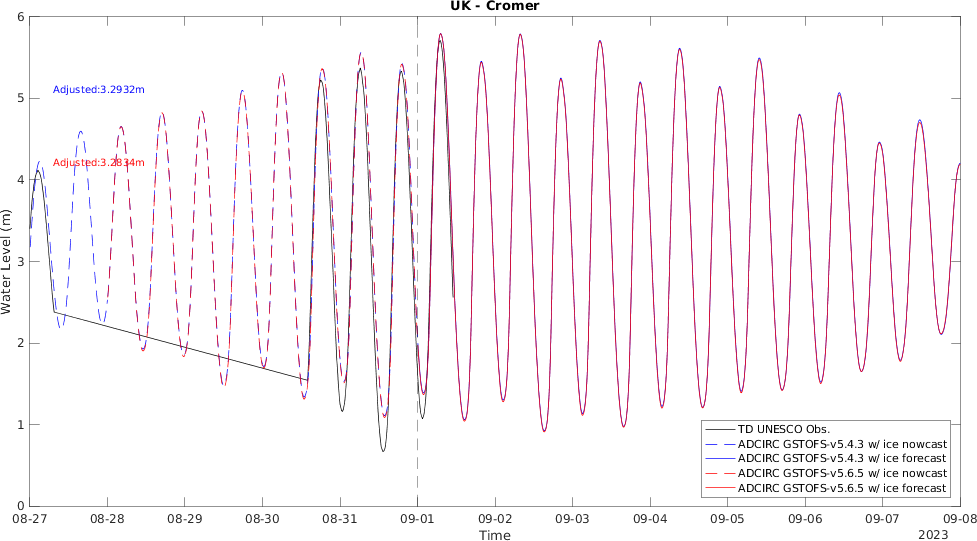 UK - Cromer
6
5
4
3
2
1
0
Water Level (m)
Adjusted:3.2932m
Adjusted:3.2834m
TD UNESCO Obs.
ADCIRC GSTOFS-v5.4.3 w/ ice nowcast
ADCIRC GSTOFS-v5.4.3 w/ ice forecast
ADCIRC GSTOFS-v5.6.5 w/ ice nowcast
ADCIRC GSTOFS-v5.6.5 w/ ice forecast
08-27 08-28 08-29 08-30 08-31 09-01 09-02 09-03 09-04 09-05 09-06 09-07 09-08
Time
2023